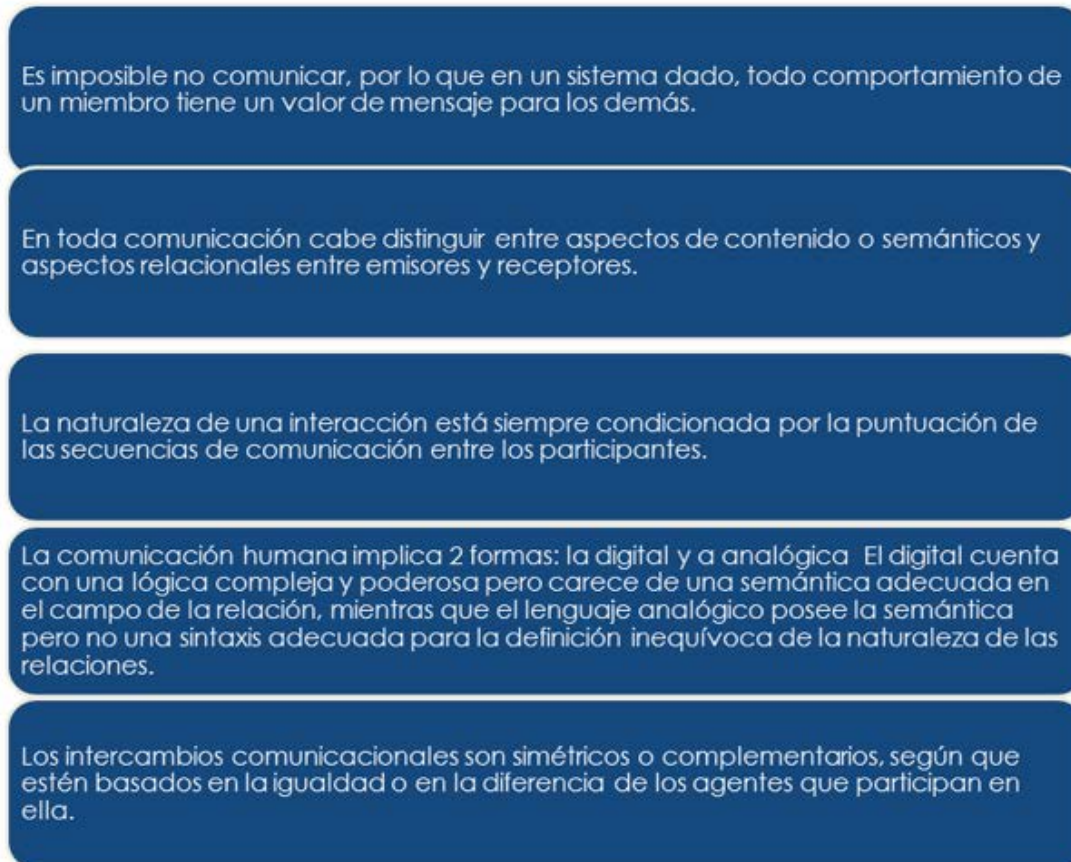 Es imposible no comunicar, por lo que en un sistema dado, todo comportamiento de
un miembro tiene un valor de mensaje para los demás.
En toda comunicación cabe distinguir entre aspectos de contenido o semánticos y
aspectos relacionales entre emisores y receptores.
La naturaleza de una interacción está siempre condicionada por la puntuación de
las secuencias de comunicación entre los participantes.
La comunicación humana implica 2 formas: la digital y a analógica El digital cuenta
con una lógica compleja y poderosa pero carece de una semántica adecuada en
el campo de la relación, mientras que el lenguaje analógico posee la semántica
pero no una sintaxis adecuada para la definición inequívoca de la naturaleza de las
relaciones.
Los intercambios comunicacionales son simétricos o complementarios, según que
estén basados en la igualdad o en la diferencia de los agentes que participan en
ella.